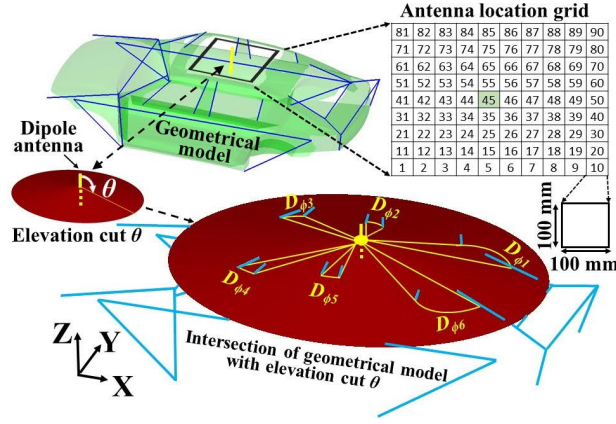 Antenna location grid
81 82 83 84 85 86 87 88 89 90
71 72 73 74 75 76 77 78 79 80
61 62 63 64 65 66 67 68 69 70
51 52 53 54 55 56 57 58 59 60
41 42 43 44 45 46 47 48 49 50
31 32 33 34 35 36 37 38 39 40
21 22 23 24 25 26 27 28 29 30
11 12 13 14 15 16 17 18 19 20
1 2 3 4 5 6 7 8 9 10
Geometrical
model
Dipole
antenna
θ
Elevation cut θ
100 mm
100 mm
Dϕ3
Dϕ2
Dϕ1
Dϕ4
Dϕ5
Dϕ6
Intersection of geometrical model
with elevation cut θ
Z
Y
X